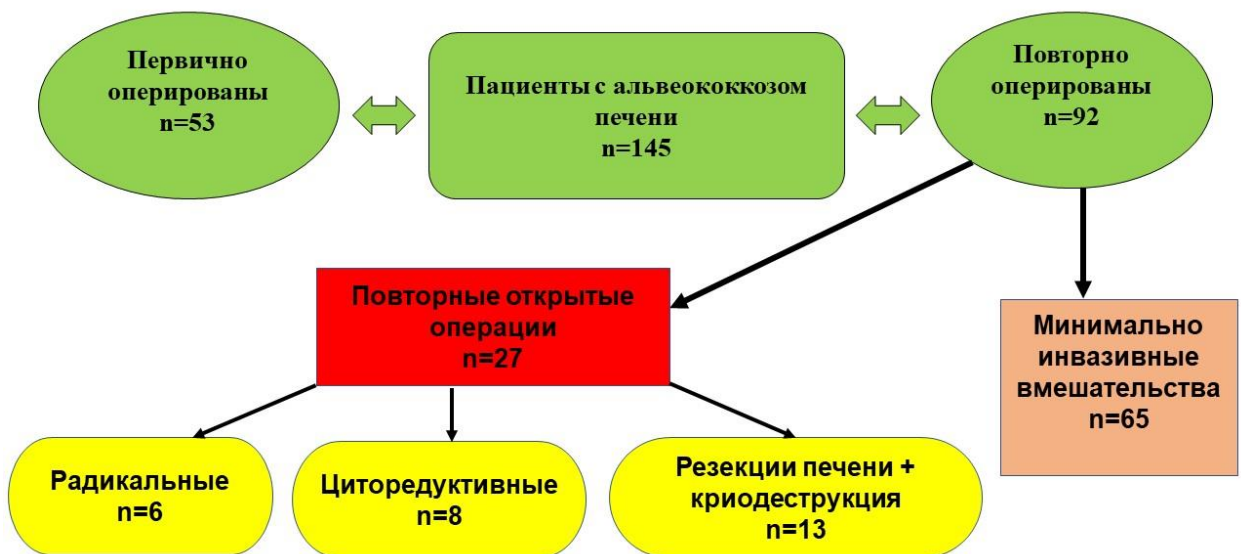 Первично
оперированы
n=53
Пациенты с альвеококкозом
печени
n=145
Повторно
оперированы
n=92
Повторные открытые
операции
n=27
Минимально
инвазивные
вмешательства
n=65
Радикальные
n=6
Циторедуктивные
n=8
Резекции печени +
криодеструкция
n=13